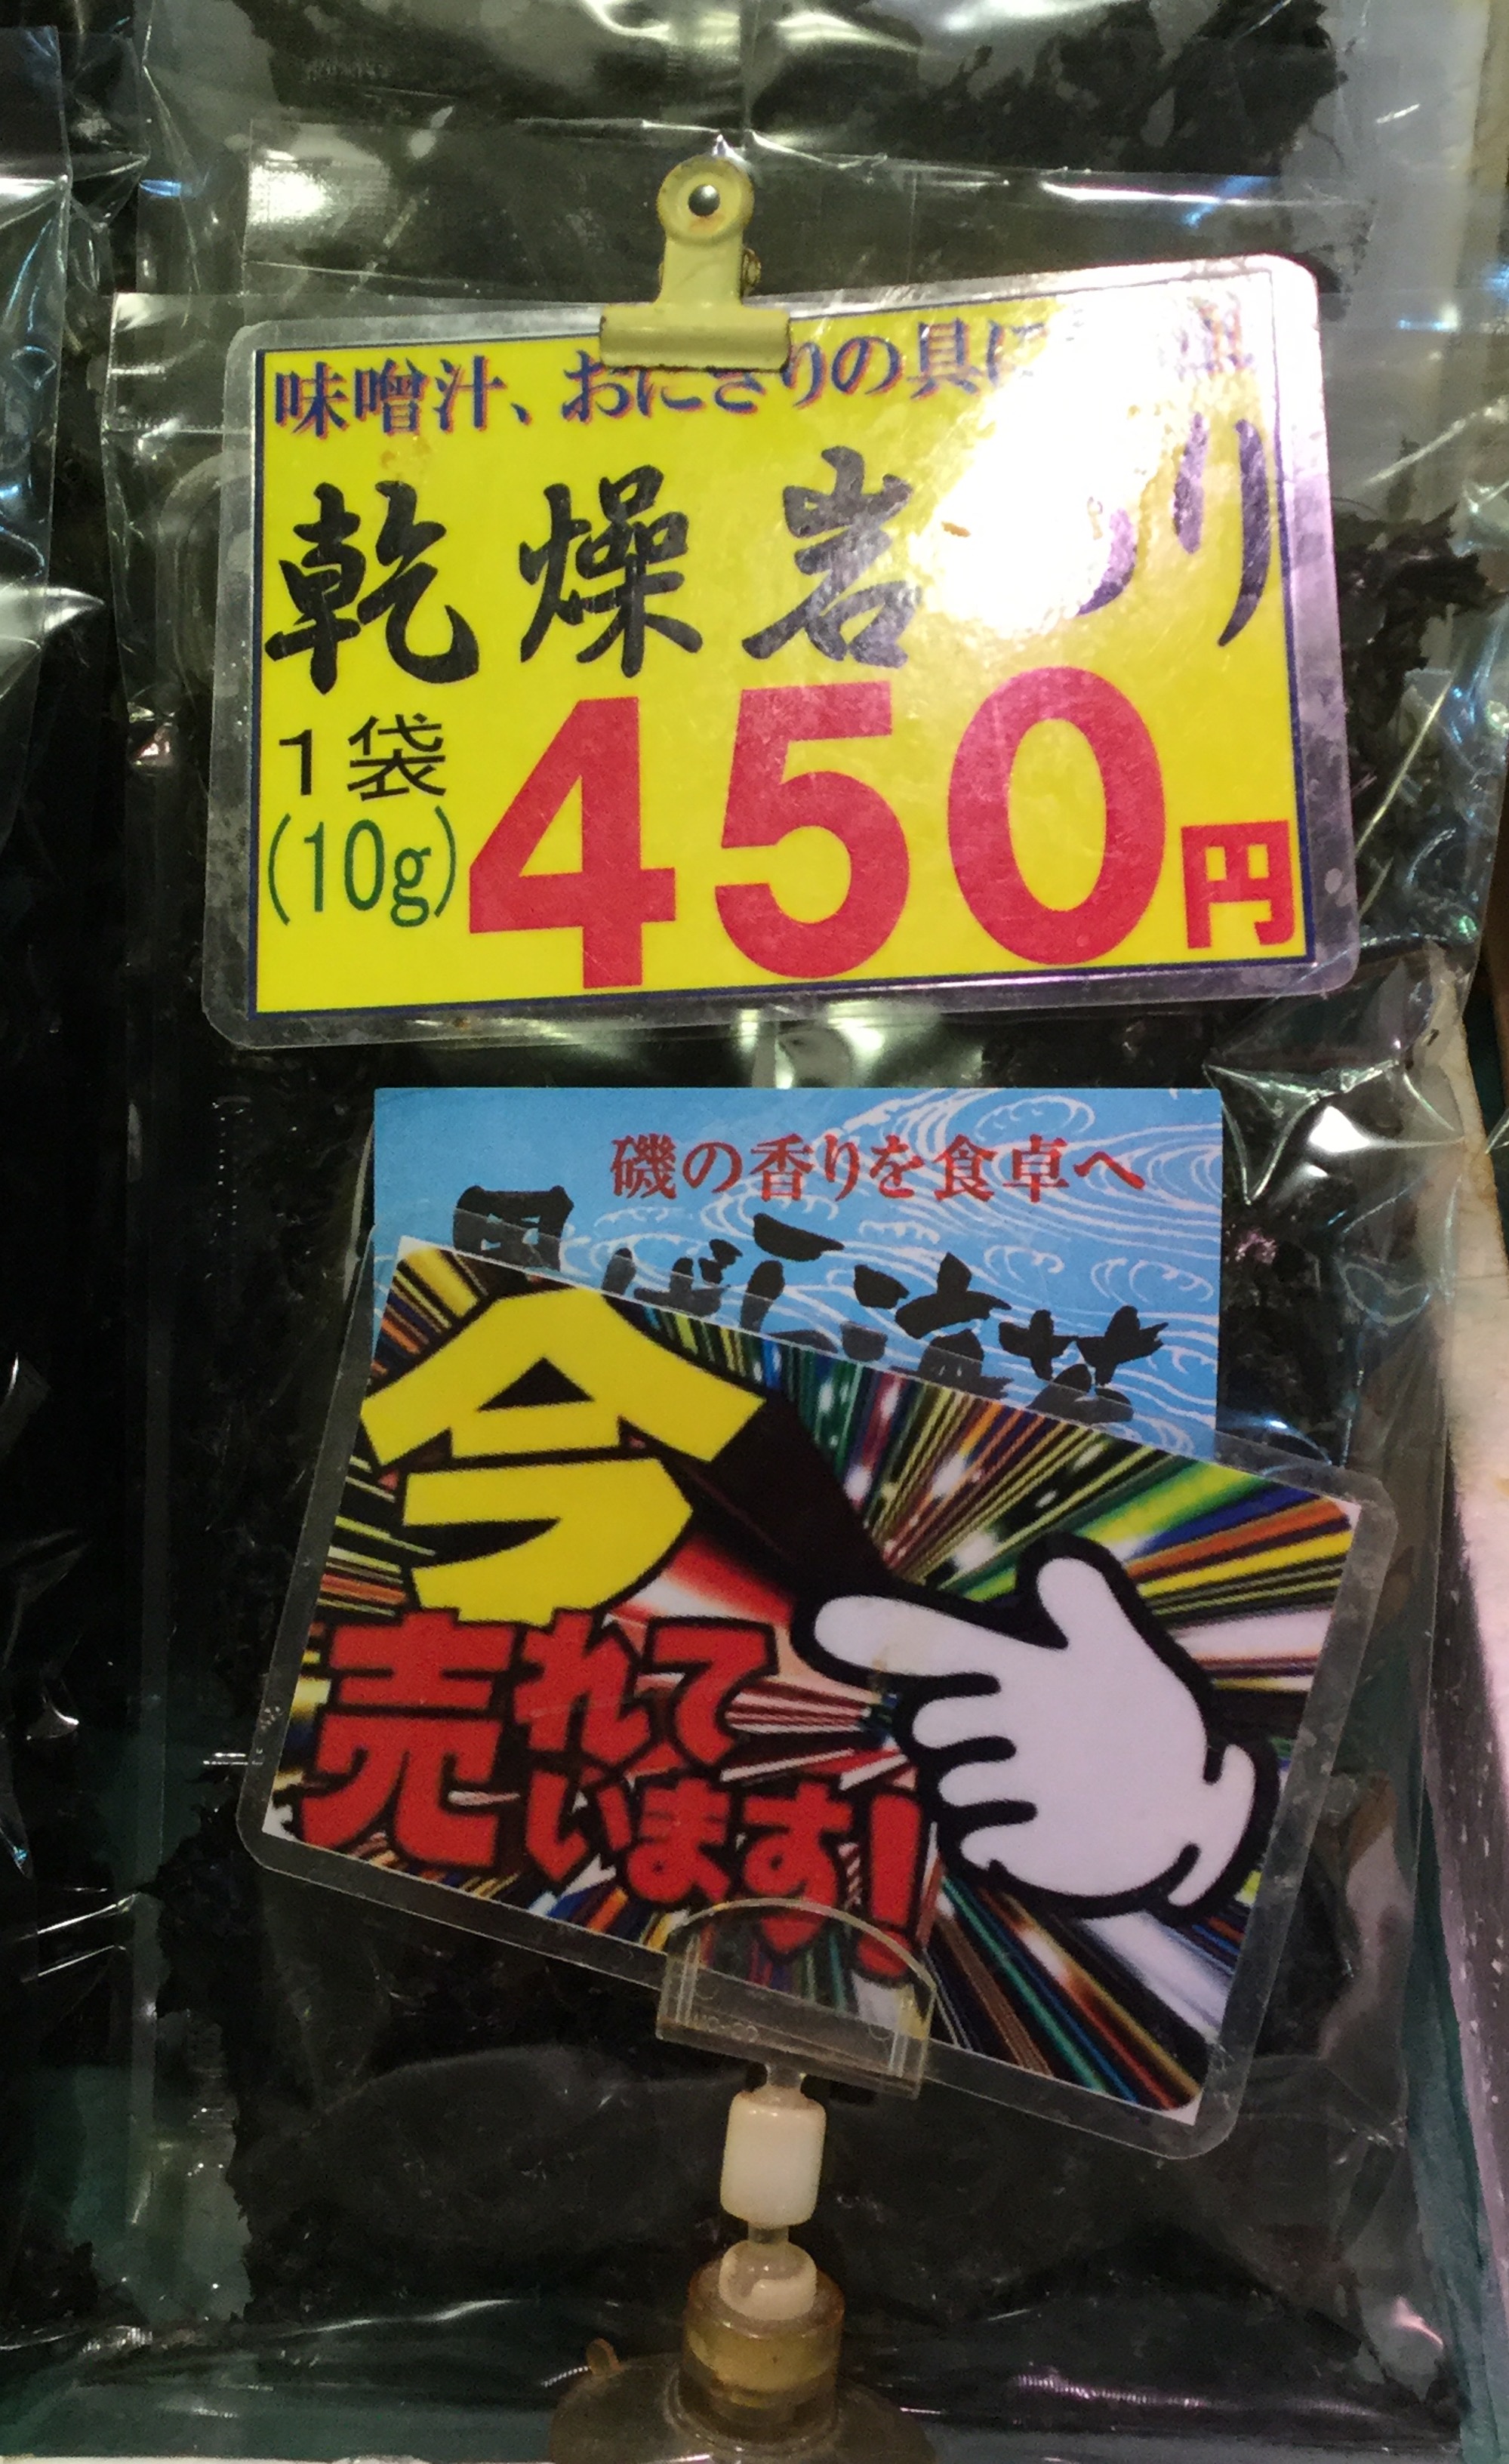 味噌汁、おにぎりの具に
乾燥岩のり
1袋
(10g)
450円
磯の香りを食卓へ
今
売れて
います!